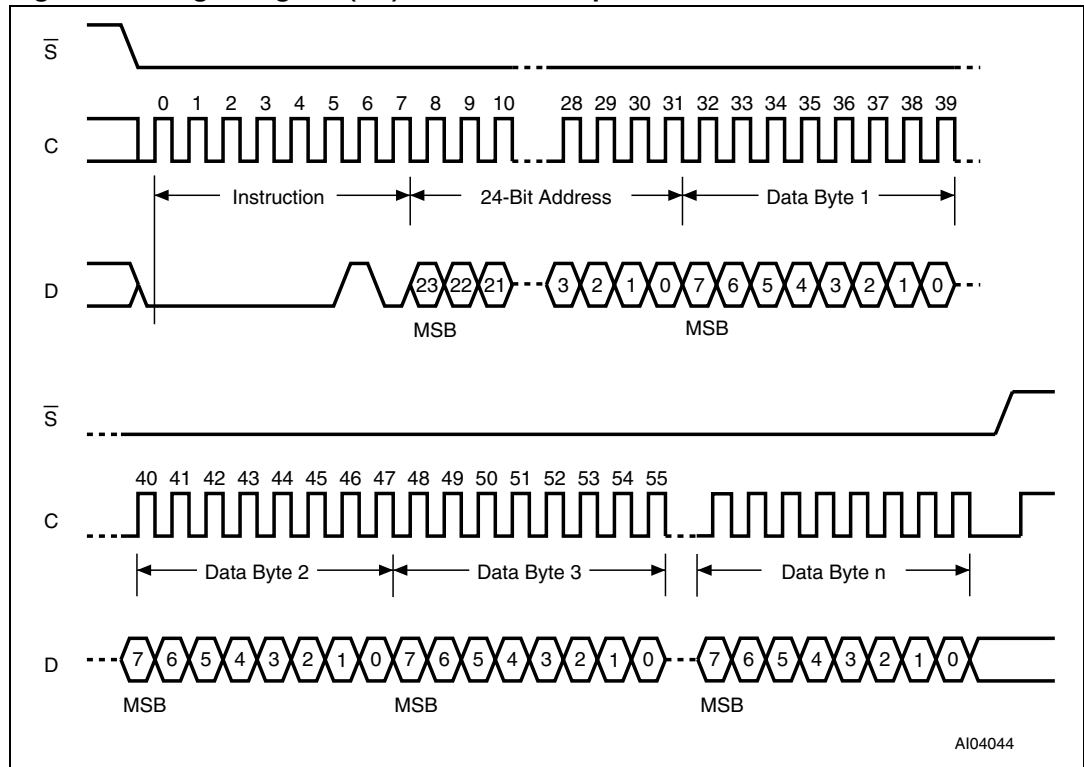 S
0 1 2 3 4 5 6 7 8 9 10 28 29 30 31 32 33 34 35 36 37 38 39
C
Instruction 24-Bit Address Data Byte 1
D 23 22 21 3 2 1 0 7 6 5 4 3 2 1 0
MSB MSB
S
40 41 42 43 44 45 46 47 48 49 50 51 52 53 54 55
C
Data Byte 2 Data Byte 3 Data Byte n
D 7 6 5 4 3 2 1 0 7 6 5 4 3 2 1 0 7 6 5 4 3 2 1 0
MSB MSB MSB
AI04044